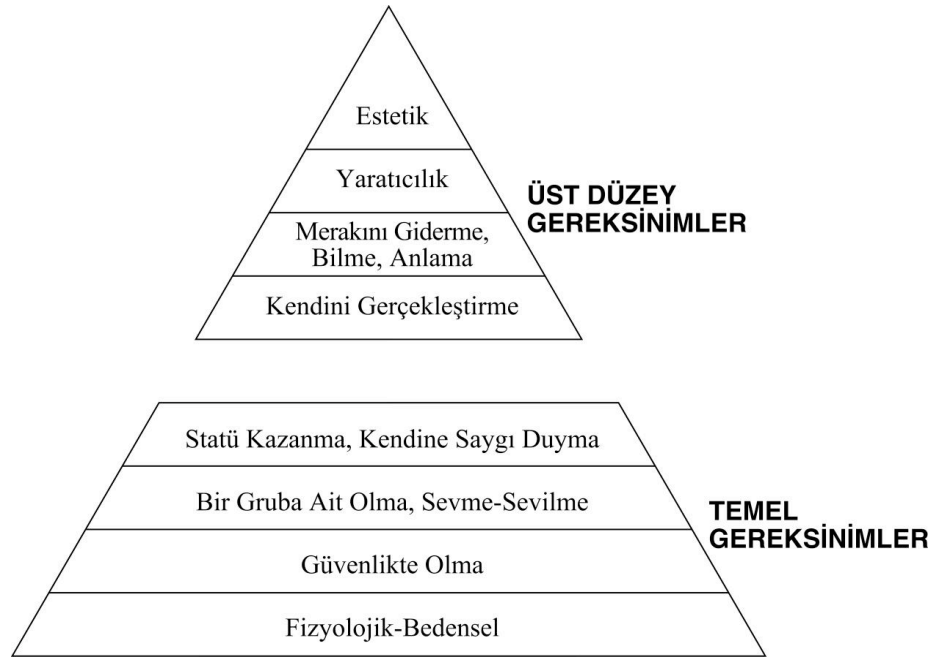 Estetik
Yaratıcılık
Merakını Giderme,
Bilme, Anlama
Kendini Gerçekleştirme
ÜST DÜZEY
GEREKSİNİMLER
Statü Kazanma, Kendine Saygı Duyma
Bir Gruba Ait Olma, Sevme-Sevilme
Güvenlikte Olma
Fizyolojik-Bedensel
TEMEL
GEREKSİNİMLER